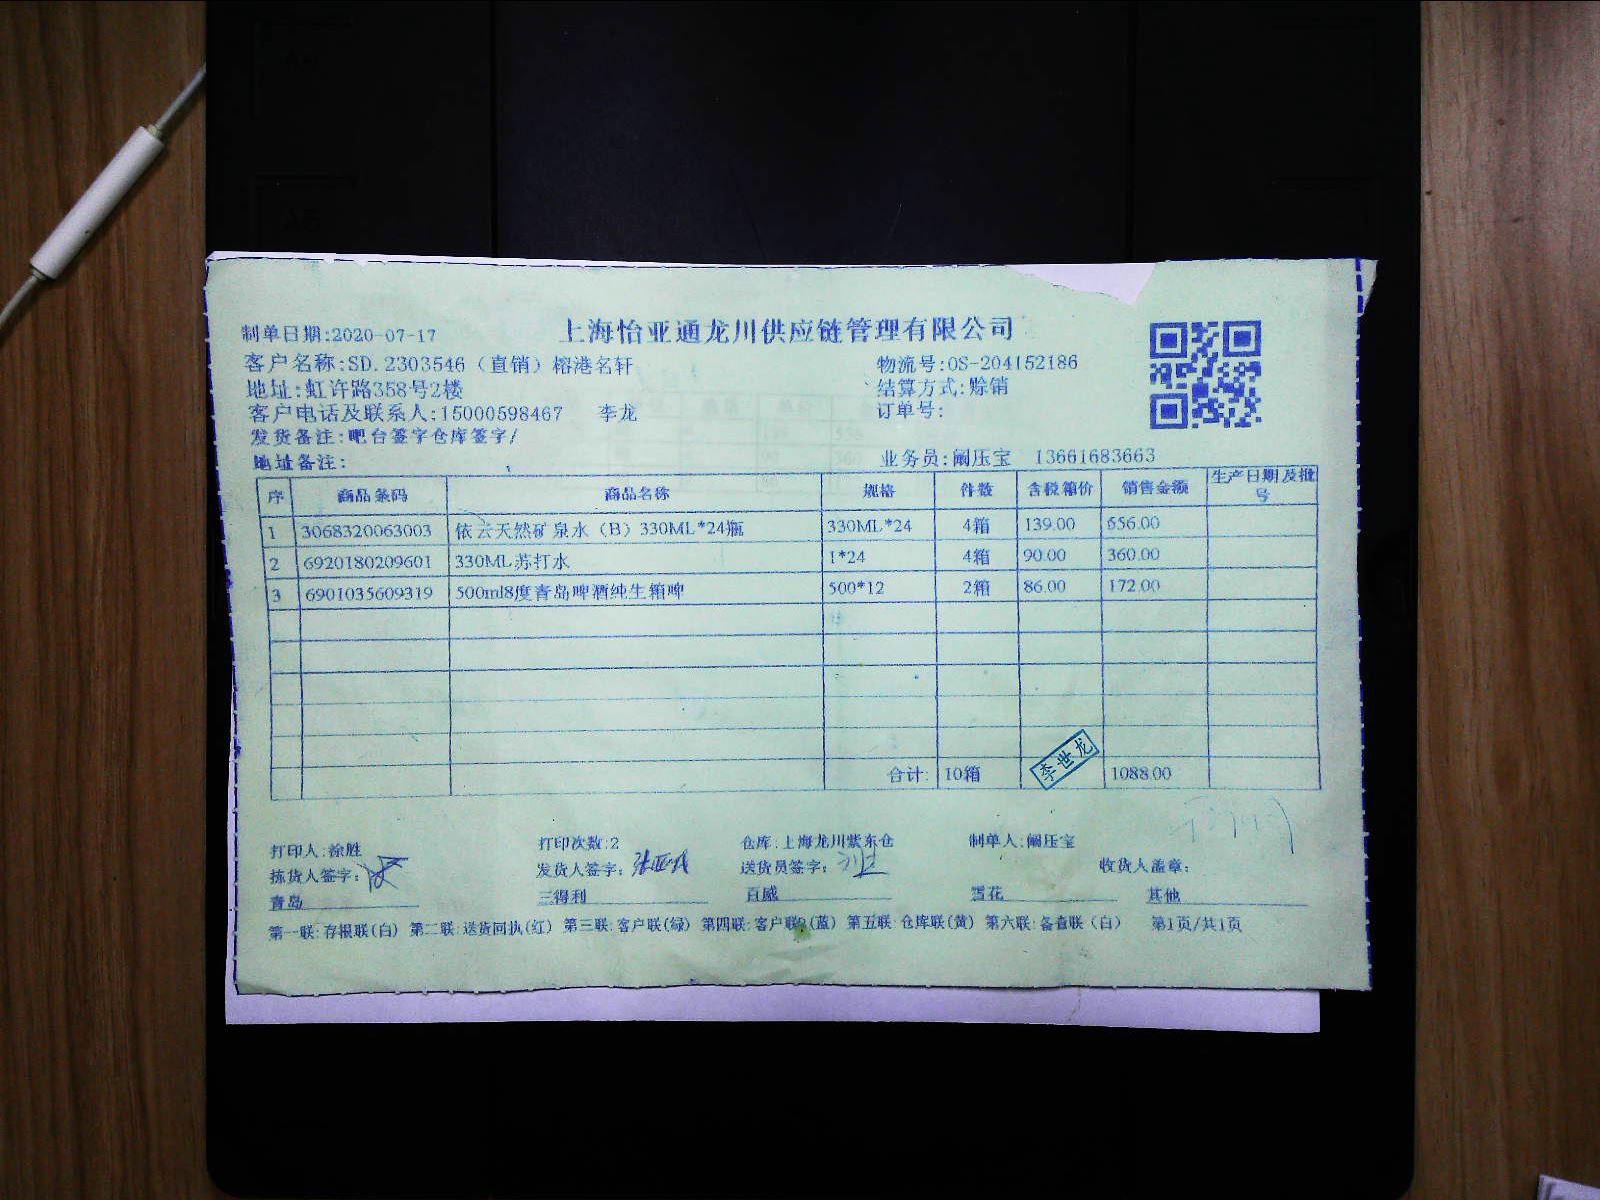 上海怡亚通龙川供应链管理有限公司
制单日期:2020-07-17
客户名称:SD.2303546（直销）榕港名轩 物流号:OS-204152186
地址:虹许路358号2楼 结算方式:赊销
客户电话及联系人:15000598467 李龙 订单号:
发货备注:吧台签字仓库签字/
地址备注: 业务员:阚压宝 13661683663
序 商品条码 商品名称 规格 件数 含税箱价 销售金额 生产日期及批号
1 3068320063003 依云天然矿泉水（B）330ML*24瓶 330ML*24 4箱 139.00 556.00
2 6920180209601 330ML苏打水 1*24 4箱 90.00 360.00
3 6901035609319 500ml8度青岛啤酒纯生箱啤 500*12 2箱 86.00 172.00
合计: 10箱 1088.00
李世龙
打印人:涂胜 打印次数:2 仓库:上海龙川紫东仓 制单人:阚压宝
拣货人签字: 发货人签字: 送货员签字: 收货人盖章:
青岛 三得利 百威 雪花 其他
第一联:存根联(白) 第二联:送货回执(红) 第三联:客户联(绿) 第四联:客户联2(蓝) 第五联 仓库联(黄) 第六联:备查联（白） 第1页/共1页